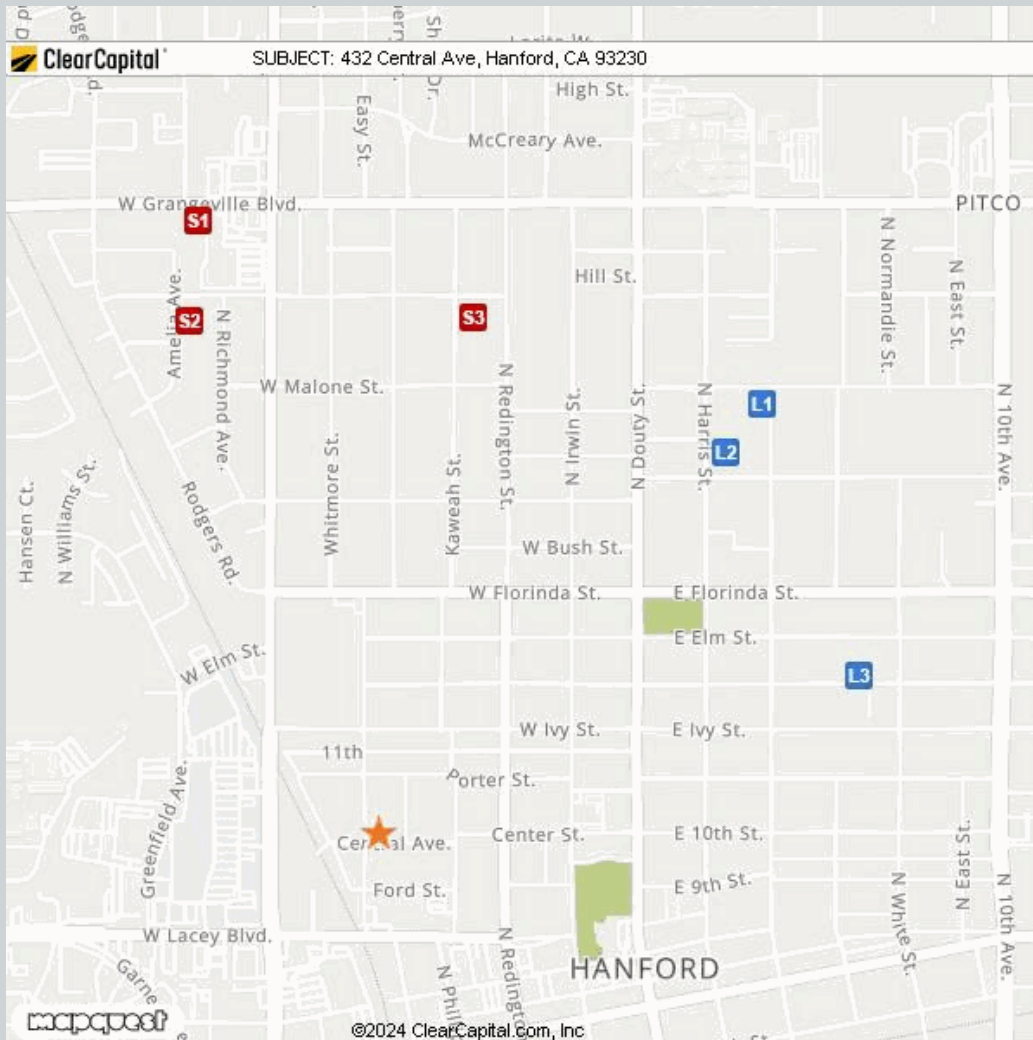 ClearCapital
SUBJECT: 432 Central Ave, Hanford, CA 93230
High St.
Easy St.
McCreary Ave.
W Grangeville Blvd.
PITCO
S1
Hill St.
N Normandie St.
N East St.
Amelia Ave.
S2
S3
N Richmond Ave.
W Malone St.
N Redington St.
N Irwin St.
N Douty St.
N Harris St.
L1
L2
N 10th Ave.
Hansen Ct.
N Williams St.
Rodgers Rd.
Whitmore St.
Kaweah St.
W Bush St.
W Florinda St.
E Florinda St.
E Elm St.
W Elm St.
L3
W Ivy St.
E Ivy St.
11th
Porter St.
Greenfield Ave.
Central Ave.
Center St.
E 10th St.
Ford St.
E 9th St.
N White St.
N East St.
N 10th Ave.
W Lacey Blvd.
HANFORD
mapquest
©2024 ClearCapital.com, Inc